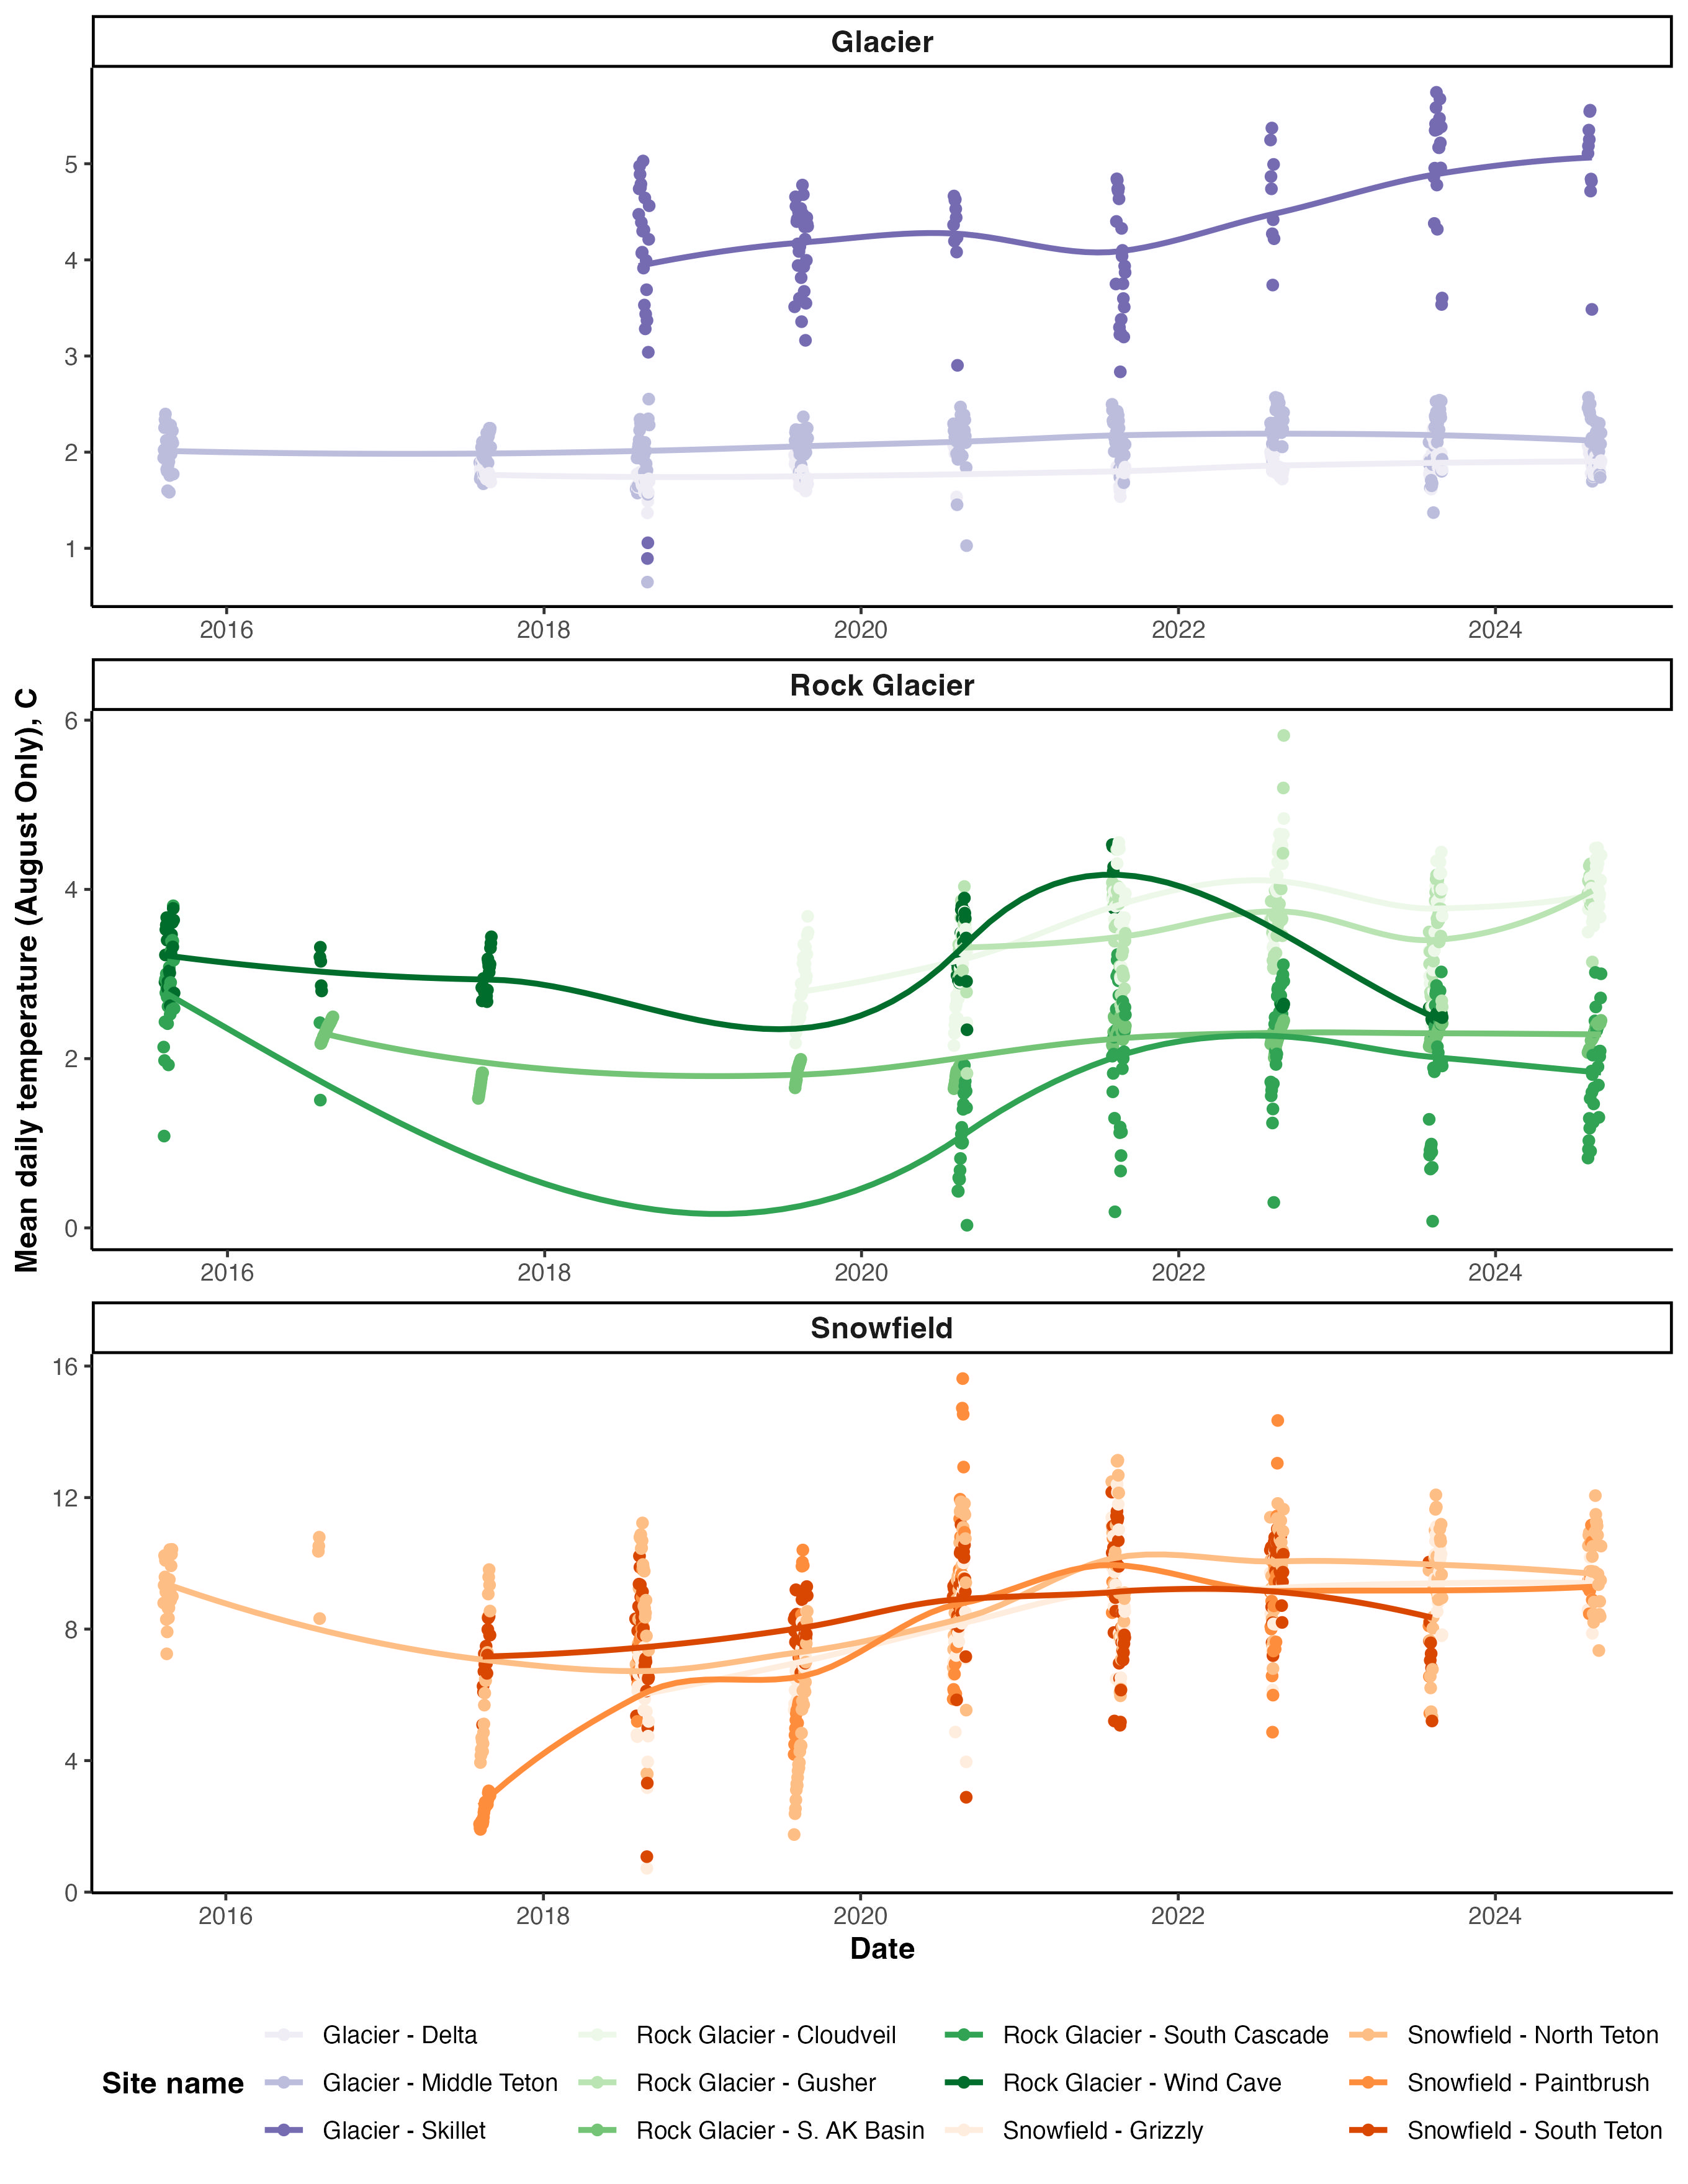 Glacier
5
4
3
2
1
2016 2018 2020 2022 2024
Rock Glacier
6
4
2
0
2016 2018 2020 2022 2024
Mean daily temperature (August Only), C
Snowfield
16
12
8
4
0
2016 2018 2020 2022 2024
Date
Site name
Glacier - Delta
Glacier - Middle Teton
Glacier - Skillet
Rock Glacier - Cloudveil
Rock Glacier - Gusher
Rock Glacier - S. AK Basin
Rock Glacier - South Cascade
Rock Glacier - Wind Cave
Snowfield - Grizzly
Snowfield - North Teton
Snowfield - Paintbrush
Snowfield - South Teton